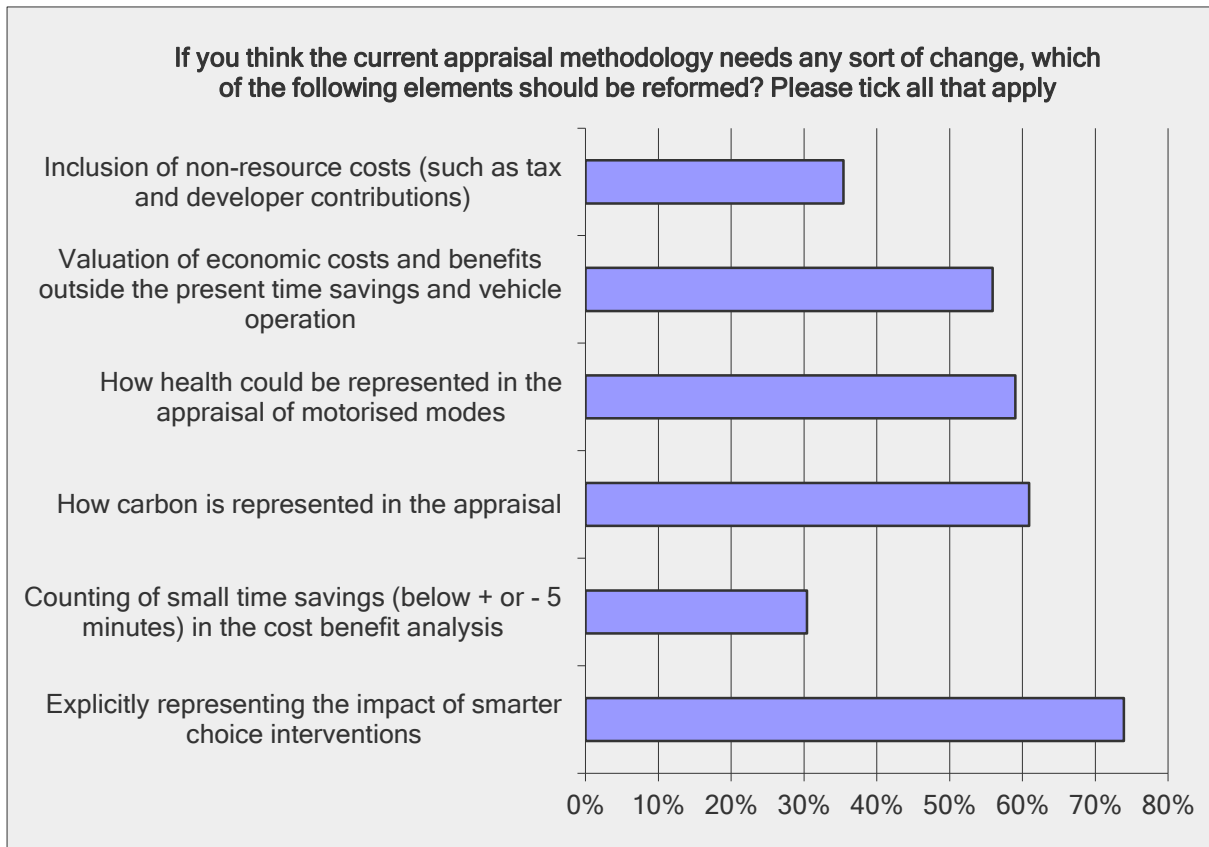 If you think the current appraisal methodology needs any sort of change, which
of the following elements should be reformed? Please tick all that apply
Inclusion of non-resource costs (such as tax
and developer contributions)
Valuation of economic costs and benefits
outside the present time savings and vehicle
operation
How health could be represented in the
appraisal of motorised modes
How carbon is represented in the appraisal
Counting of small time savings (below + or - 5
minutes) in the cost benefit analysis
Explicitly representing the impact of smarter
choice interventions
0% 10% 20% 30% 40% 50% 60% 70% 80%